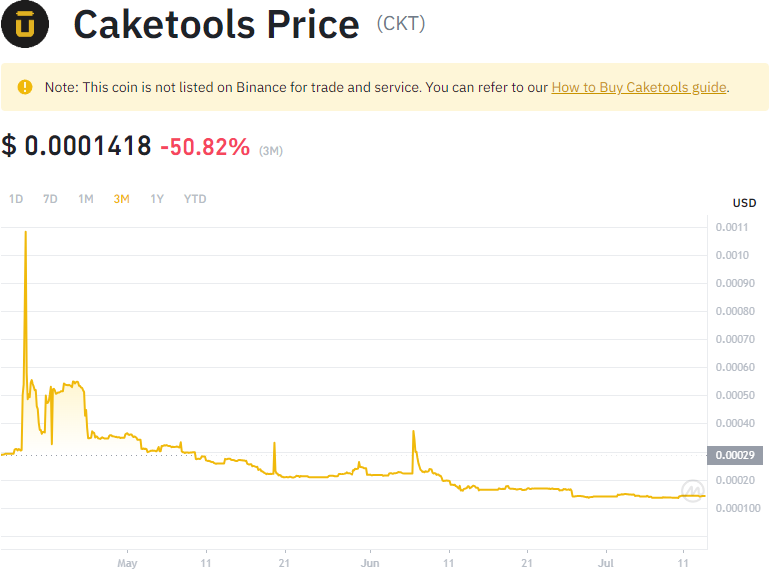 Caketools Price (CKT)
Note: This coin is not listed on Binance for trade and service. You can refer to our How to Buy Caketools guide.
$ 0.0001418 -50.82% (3M)
1D 7D 1M 3M 1Y YTD
USD
0.0011
0.0010
0.00090
0.00080
0.00070
0.00060
0.00050
0.00040
0.00029
0.00020
0.000100
May 11 21 Jun 11 21 Jul 11